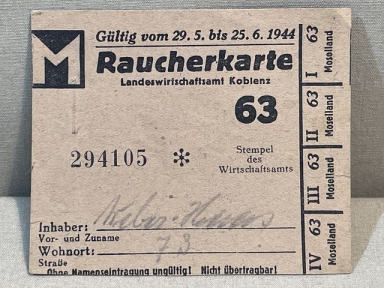 Gültig vom 29. 5. bis 25. 6. 1944
M Raucherkarte
Landeswirtschaftsamt Koblenz
63
294105 *
Stempel
des
Wirtschaftsamts
Inhaber:
Vor- und Zuname
73
Wohnort:
Straße
Ohne Namenseintragung ungültig! Nicht übertragbar!
I 63 Moselland
II 63 Moselland
III 63 Moselland
IV 63 Moselland